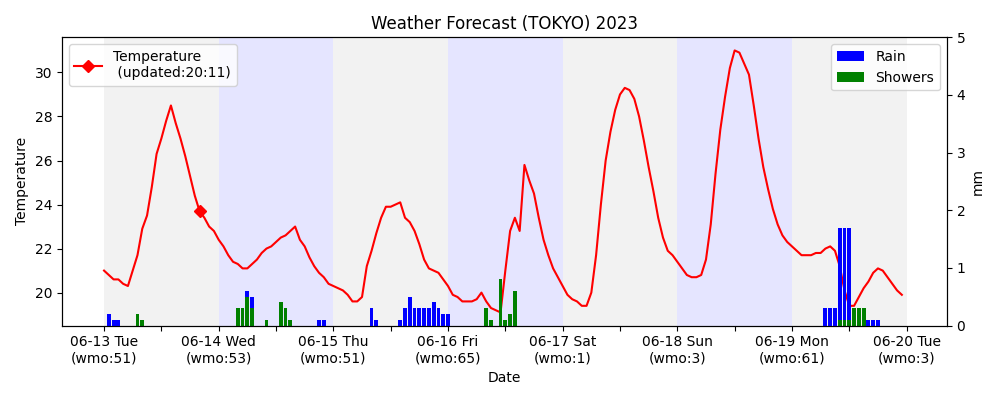 Weather Forecast (TOKYO) 2023
Temperature
(updated:20:11)
Rain
Showers
Temperature
30
28
26
24
22
20
5
4
3
2
1
0
mm
06-13 Tue 06-14 Wed 06-15 Thu 06-16 Fri 06-17 Sat 06-18 Sun 06-19 Mon 06-20 Tue
(wmo:51) (wmo:53) (wmo:51) (wmo:65) (wmo:1) (wmo:3) (wmo:61) (wmo:3)
Date